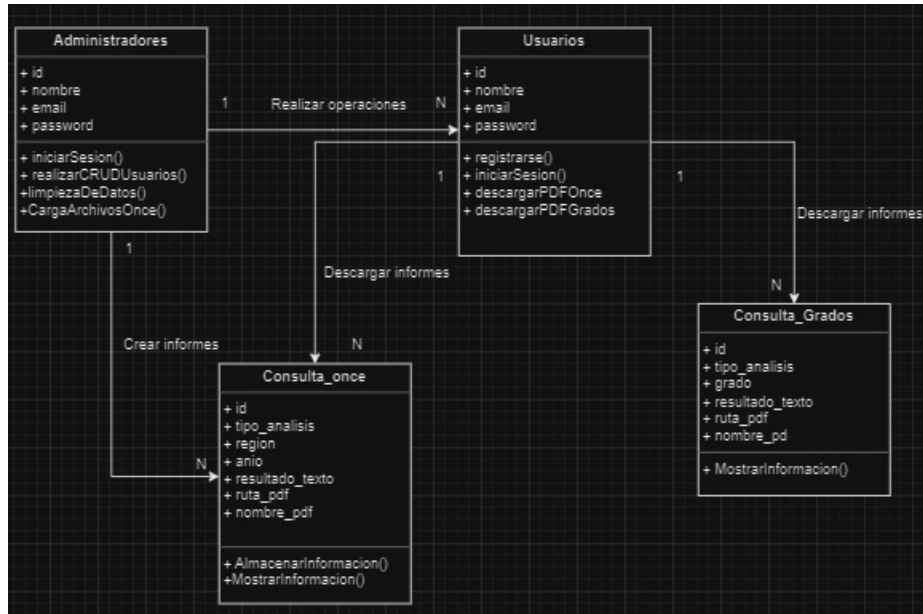 Administradores
+ id
+ nombre
+ email
+ password
+ iniciarSesion()
+ realizarCRUDUsuarios()
+limpiezaDeDatos()
+CargaArchivosOnce()
1
Realizar operaciones
N
Usuarios
+ id
+ nombre
+ email
+ password
+ registrarse()
+ iniciarSesion()
+ descargarPDFOnce
+ descargarPDFGrados
1
1
Descargar informes
Descargar informes
1
Crear informes
N
N
N
Consulta_once
+ id
+ tipo_analisis
+ region
+ anio
+ resultado_texto
+ ruta_pdf
+ nombre_pdf
+ AlmacenarInformacion()
+MostrarInformacion()
Consulta_Grados
+ id
+ tipo_analisis
+ grado
+ resultado_texto
+ ruta_pdf
+ nombre_pd
+ MostrarInformacion()